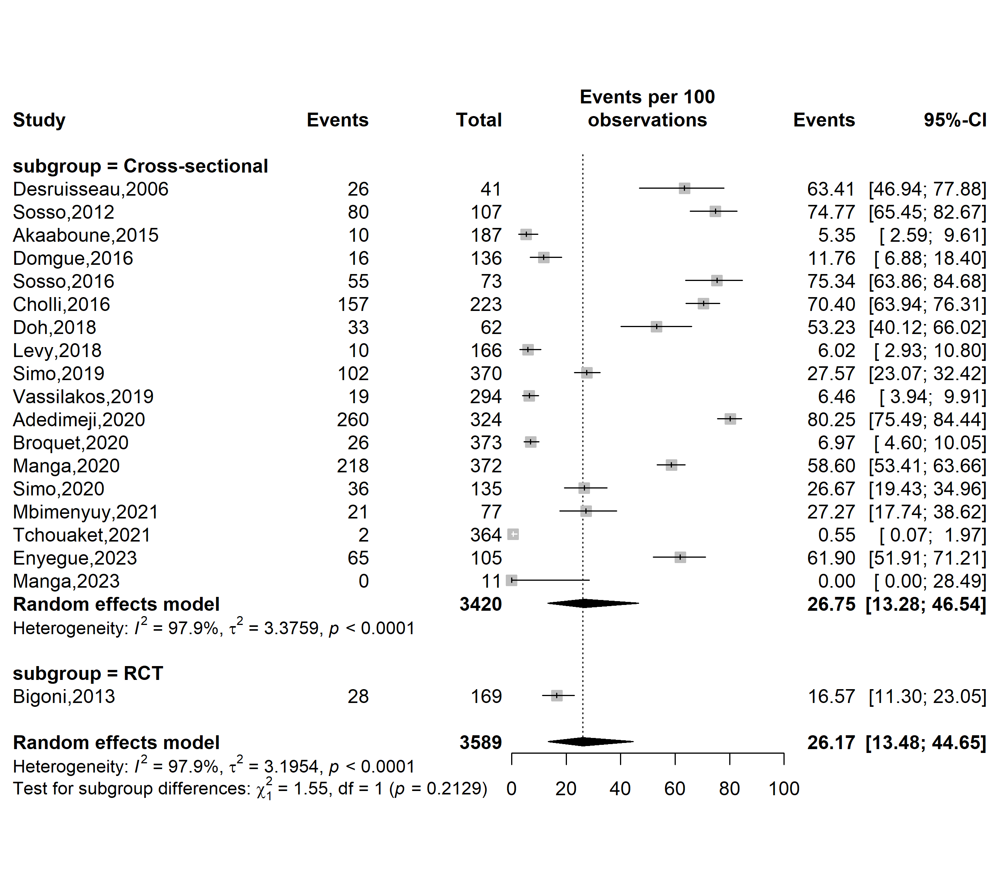 Events per 100
Study Events Total observations Events 95%-CI
subgroup = Cross-sectional
Desruisseau,2006 26 41 63.41 [46.94; 77.88]
Sosso,2012 80 107 74.77 [65.45; 82.67]
Akaaboune,2015 10 187 5.35 [ 2.59; 9.61]
Domgue,2016 16 136 11.76 [ 6.88; 18.40]
Sosso,2016 55 73 75.34 [63.86; 84.68]
Cholli,2016 157 223 70.40 [63.94; 76.31]
Doh,2018 33 62 53.23 [40.12; 66.02]
Levy,2018 10 166 6.02 [ 2.93; 10.80]
Simo,2019 102 370 27.57 [23.07; 32.42]
Vassilakos,2019 19 294 6.46 [ 3.94; 9.91]
Adedimeji,2020 260 324 80.25 [75.49; 84.44]
Broquet,2020 26 373 6.97 [ 4.60; 10.05]
Manga,2020 218 372 58.60 [53.41; 63.66]
Simo,2020 36 135 26.67 [19.43; 34.96]
Mbimenyuy,2021 21 77 27.27 [17.74; 38.62]
Tchouaket,2021 2 364 0.55 [ 0.07; 1.97]
Enyegue,2023 65 105 61.90 [51.91; 71.21]
Manga,2023 0 11 0.00 [ 0.00; 28.49]
Random effects model 3420 26.75 [13.28; 46.54]
Heterogeneity: I² = 97.9%, τ² = 3.3759, p < 0.0001
subgroup = RCT
Bigoni,2013 28 169 16.57 [11.30; 23.05]
Random effects model 3589 26.17 [13.48; 44.65]
Heterogeneity: I² = 97.9%, τ² = 3.1954, p < 0.0001
Test for subgroup differences: χ²₁ = 1.55, df = 1 (p = 0.2129) 0 20 40 60 80 100